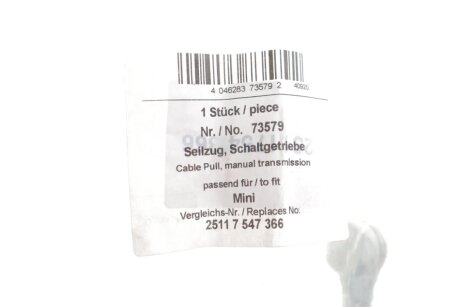 4 046283 73579 2
1 Stück / piece
Nr. / No. 73579
Seilzug, Schaltgetriebe
Cable Pull, manual transmission
passend für / to fit
Mini
Vergleichs-Nr. / Replaces No:
2511 7 547 366